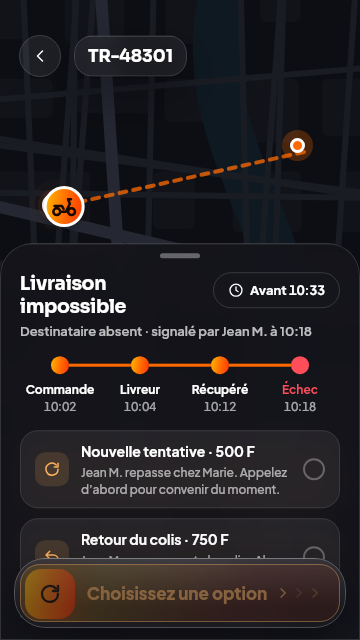 TR-48301
Livraison
impossible
Avant 10:33
Destinataire absent · signalé par Jean M. à 10:18
Commande Livreur Récupéré Échec
10:02 10:04 10:12 10:18
Nouvelle tentative · 500 F
Jean M. repasse chez Marie. Appelez
d'abord pour convenir du moment.
Retour du colis · 750 F
Choisissez une option